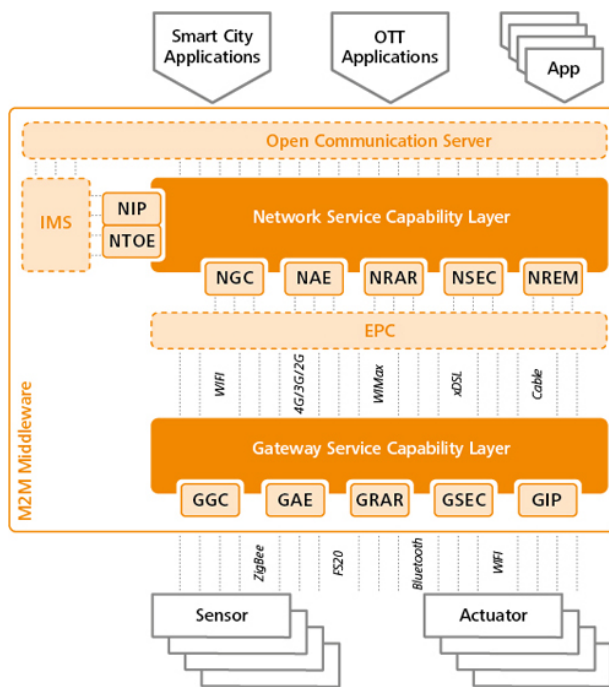 Smart City
Applications
OTT
Applications
App
Open Communication Server
IMS
NIP
NTOE
Network Service Capability Layer
NGC
NAE
NRAR
NSEC
NREM
EPC
WIFI
4G/3G/2G
WIMax
xDSL
Cable
M2M Middleware
Gateway Service Capability Layer
GGC
GAE
GRAR
GSEC
GIP
ZigBee
FS20
Bluetooth
WIFI
Sensor
Actuator